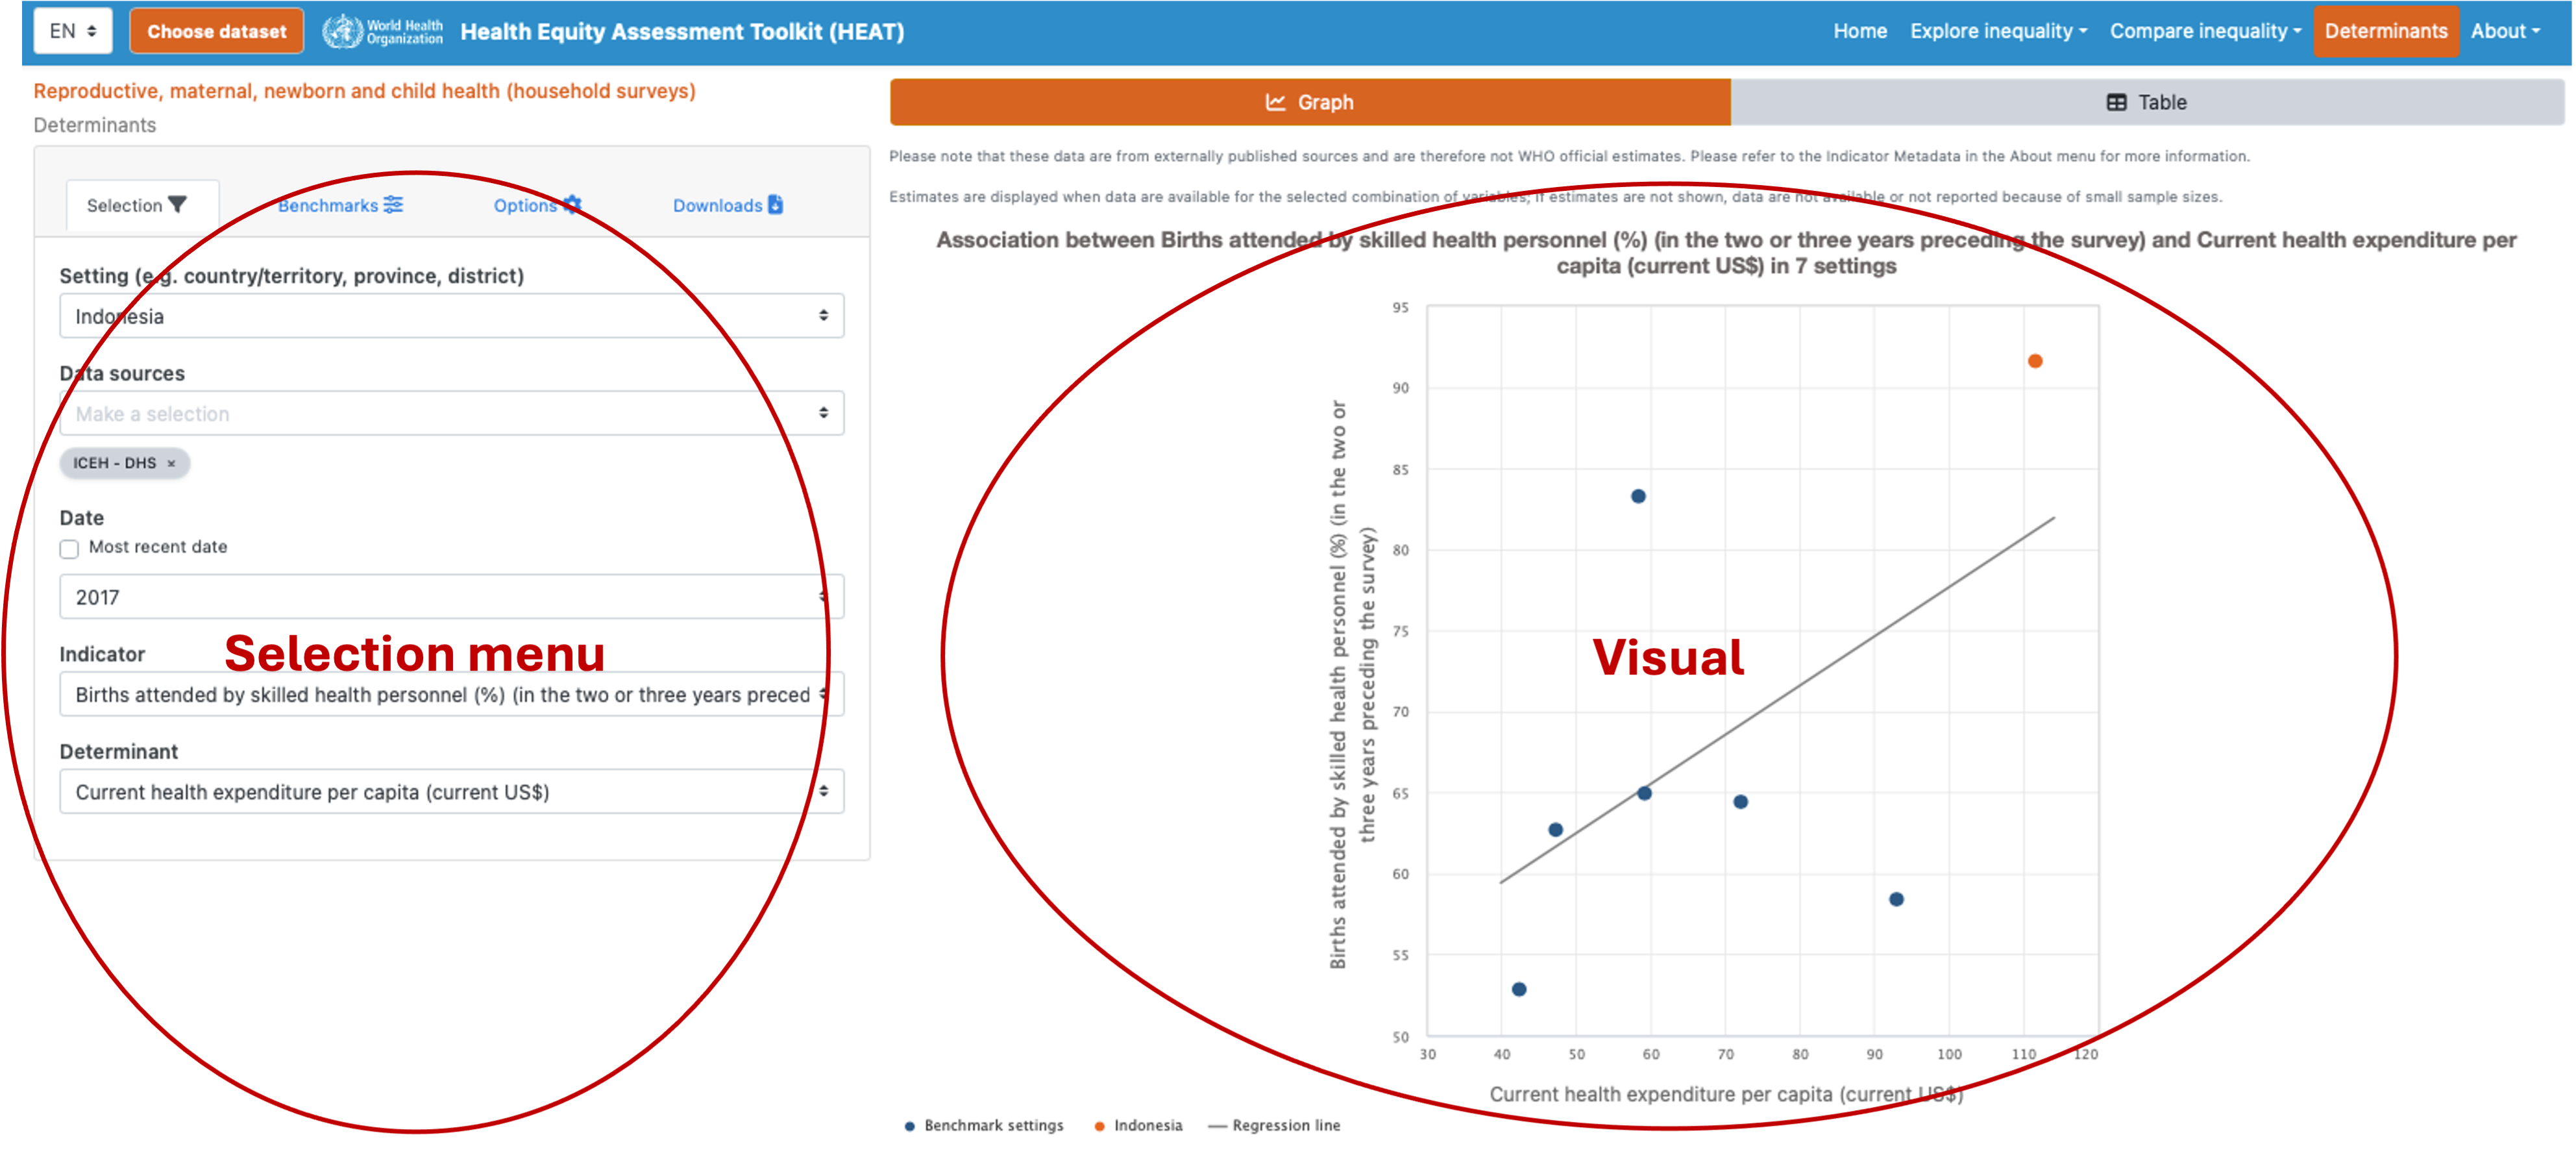 EN
Choose dataset
World Health
Organization
Health Equity Assessment Toolkit (HEAT)
Home
Explore inequality
Compare inequality
Determinants
About
Reproductive, maternal, newborn and child health (household surveys)
Determinants
Selection
Benchmarks
Options
Downloads
Setting (e.g. country/territory, province, district)
Indonesia
Data sources
Make a selection
ICEH - DHS ×
Date
Most recent date
2017
Indicator
Selection menu
Births attended by skilled health personnel (%) (in the two or three years preced
Determinant
Current health expenditure per capita (current US$)
Graph
Table
Please note that these data are from externally published sources and are therefore not WHO official estimates. Please refer to the Indicator Metadata in the About menu for more information.
Estimates are displayed when data are available for the selected combination of variables; if estimates are not shown, data are not available or not reported because of small sample sizes.
Association between Births attended by skilled health personnel (%) (in the two or three years preceding the survey) and Current health expenditure per
capita (current US$) in 7 settings
Births attended by skilled health personnel (%) (in the two or
three years preceding the survey)
95
90
85
80
75
70
65
60
55
50
Visual
30 40 50 60 70 80 90 100 110 120
Current health expenditure per capita (current US$)
Benchmark settings
Indonesia
Regression line